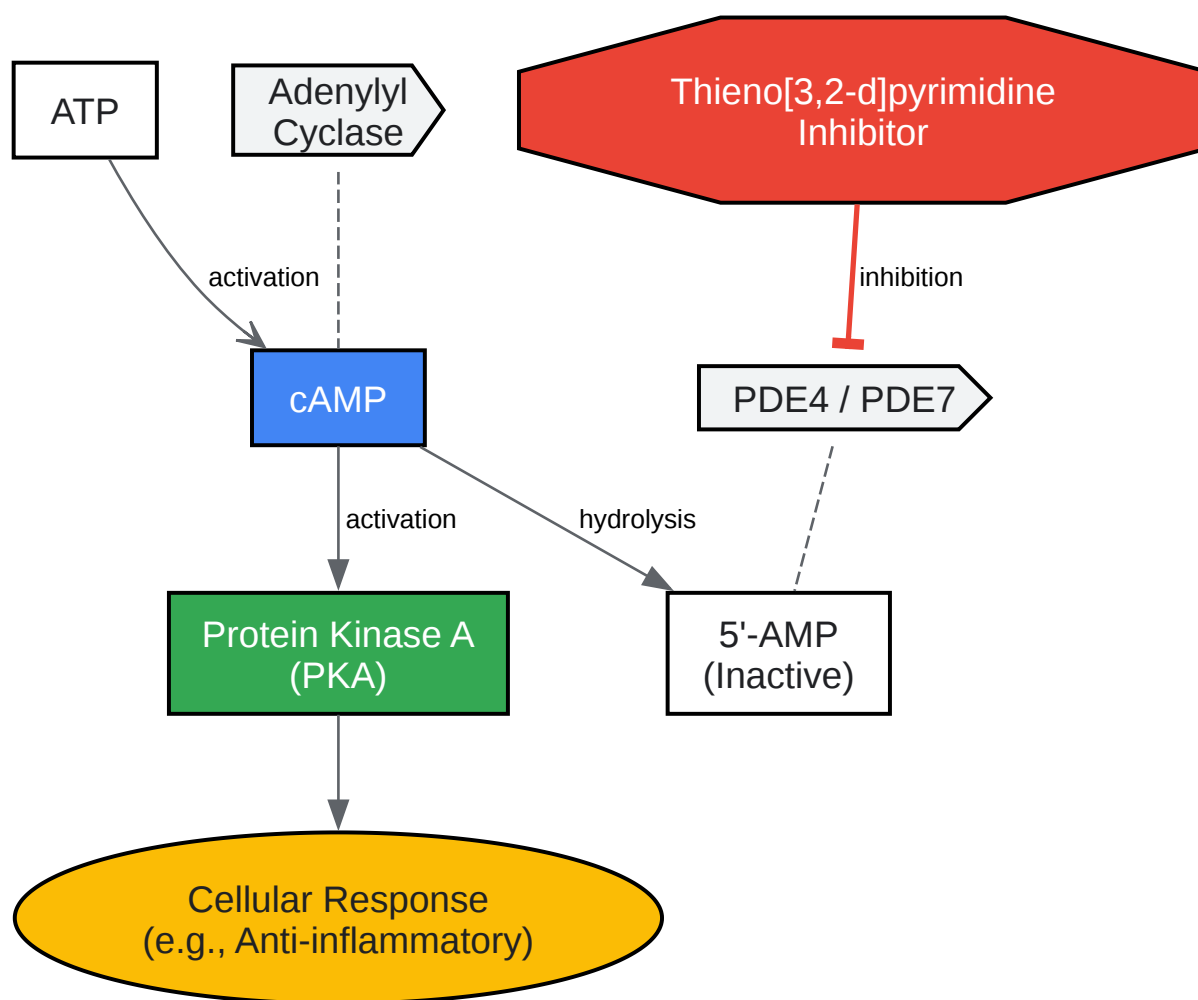 ATP
Adenylyl
Cyclase
Thieno[3,2-d]pyrimidine
Inhibitor
activation
inhibition
cAMP
PDE4 / PDE7
activation
hydrolysis
Protein Kinase A
(PKA)
5'-AMP
(Inactive)
Cellular Response
(e.g., Anti-inflammatory)